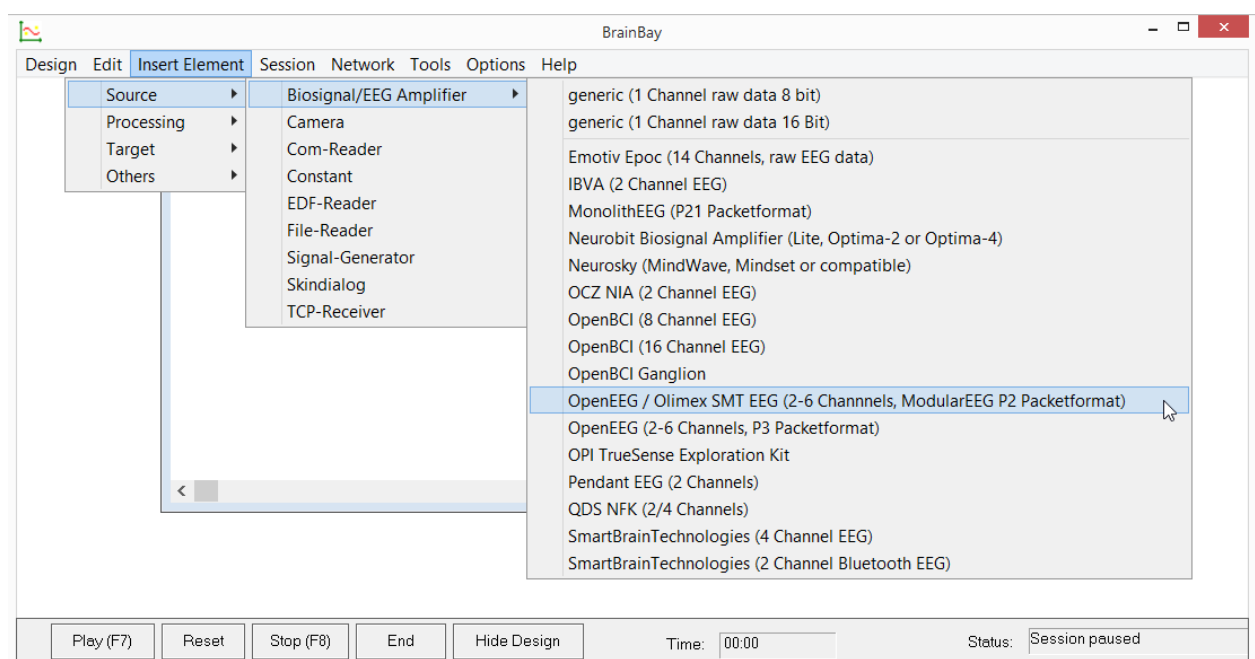 BrainBay
Design Edit Insert Element Session Network Tools Options Help
Source
Processing
Target
Others
Biosignal/EEG Amplifier
Camera
Com-Reader
Constant
EDF-Reader
File-Reader
Signal-Generator
Skindialog
TCP-Receiver
generic (1 Channel raw data 8 bit)
generic (1 Channel raw data 16 Bit)
Emotiv Epoc (14 Channels, raw EEG data)
IBVA (2 Channel EEG)
MonolithEEG (P21 Packetformat)
Neurobit Biosignal Amplifier (Lite, Optima-2 or Optima-4)
Neurosky (MindWave, Mindset or compatible)
OCZ NIA (2 Channel EEG)
OpenBCI (8 Channel EEG)
OpenBCI (16 Channel EEG)
OpenBCI Ganglion
OpenEEG / Olimex SMT EEG (2-6 Channnels, ModularEEG P2 Packetformat)
OpenEEG (2-6 Channels, P3 Packetformat)
OPI TrueSense Exploration Kit
Pendant EEG (2 Channels)
QDS NFK (2/4 Channels)
SmartBrainTechnologies (4 Channel EEG)
SmartBrainTechnologies (2 Channel Bluetooth EEG)
Play (F7) Reset Stop (F8) End Hide Design Time: 00:00 Status: Session paused